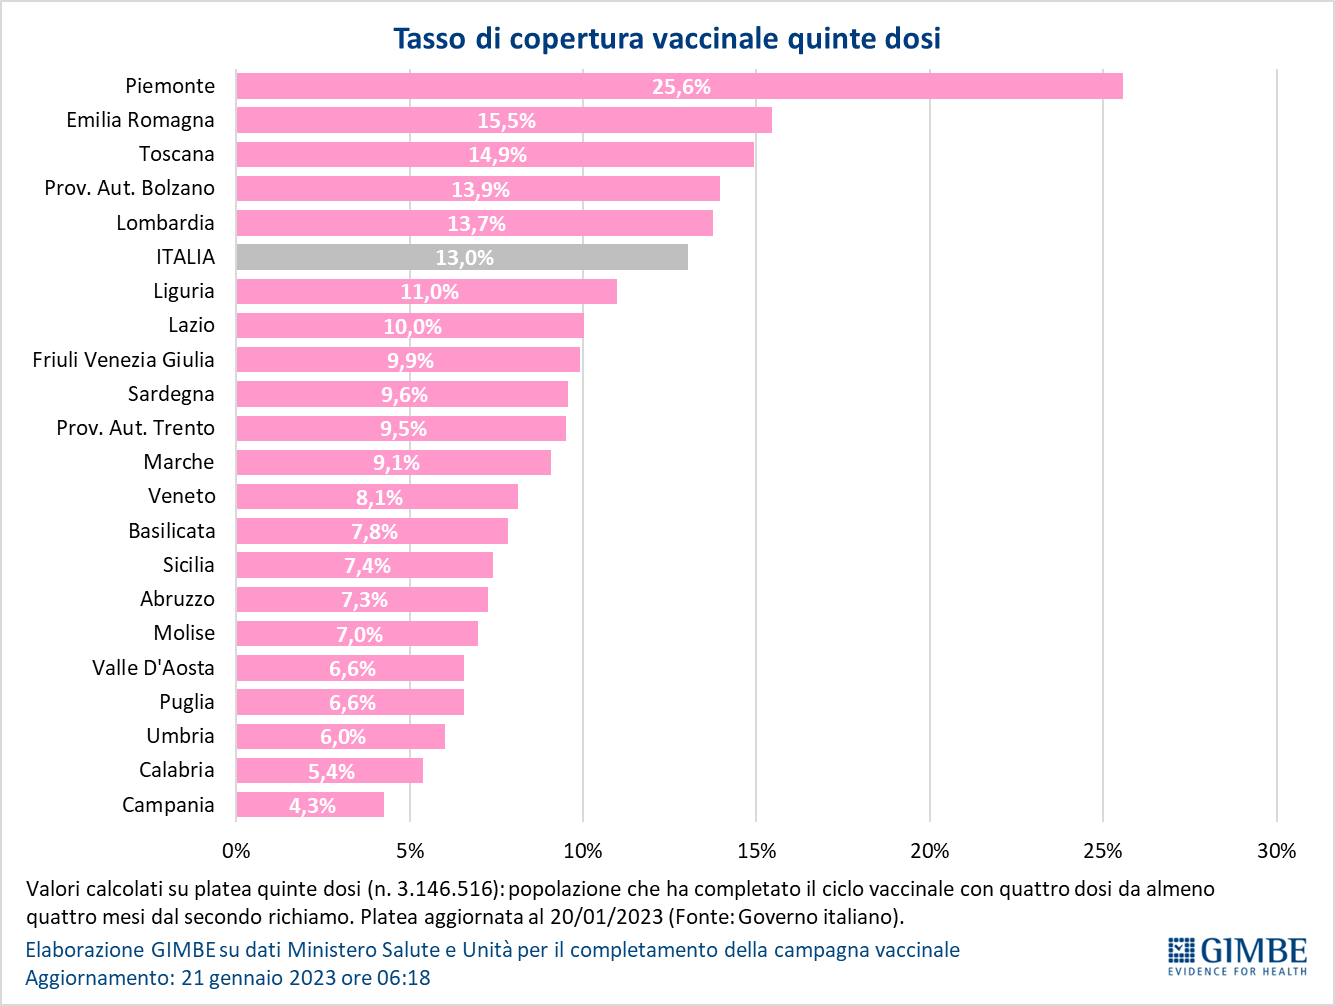 Tasso di copertura vaccinale quinte dosi
Piemonte 25,6%
Emilia Romagna 15,5%
Toscana 14,9%
Prov. Aut. Bolzano 13,9%
Lombardia 13,7%
ITALIA 13,0%
Liguria 11,0%
Lazio 10,0%
Friuli Venezia Giulia 9,9%
Sardegna 9,6%
Prov. Aut. Trento 9,5%
Marche 9,1%
Veneto 8,1%
Basilicata 7,8%
Sicilia 7,4%
Abruzzo 7,3%
Molise 7,0%
Valle D'Aosta 6,6%
Puglia 6,6%
Umbria 6,0%
Calabria 5,4%
Campania 4,3%
0% 5% 10% 15% 20% 25% 30%
Valori calcolati su platea quinte dosi (n. 3.146.516): popolazione che ha completato il ciclo vaccinale con quattro dosi da almeno
quattro mesi dal secondo richiamo. Platea aggiornata al 20/01/2023 (Fonte: Governo italiano).
Elaborazione GIMBE su dati Ministero Salute e Unità per il completamento della campagna vaccinale
Aggiornamento: 21 gennaio 2023 ore 06:18
GIMBE
EVIDENCE FOR HEALTH